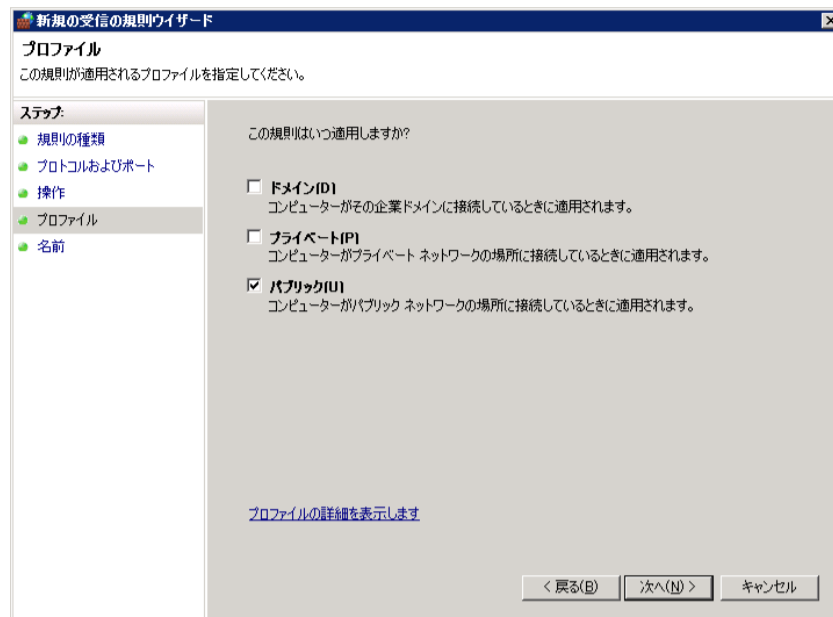 新規の受信の規則ウィザード
プロファイル
この規則が適用されるプロファイルを指定してください。
ステップ:
規則の種類
プロトコルおよびポート
操作
プロファイル
名前
この規則はいつ適用しますか?
ドメイン(D)
コンピューターがその企業ドメインに接続しているときに適用されます。
プライベート(P)
コンピューターがプライベート ネットワークの場所に接続しているときに適用されます。
パブリック(U)
コンピューターがパブリック ネットワークの場所に接続しているときに適用されます。
プロファイルの詳細を表示します
< 戻る(B)
次へ(N) >
キャンセル